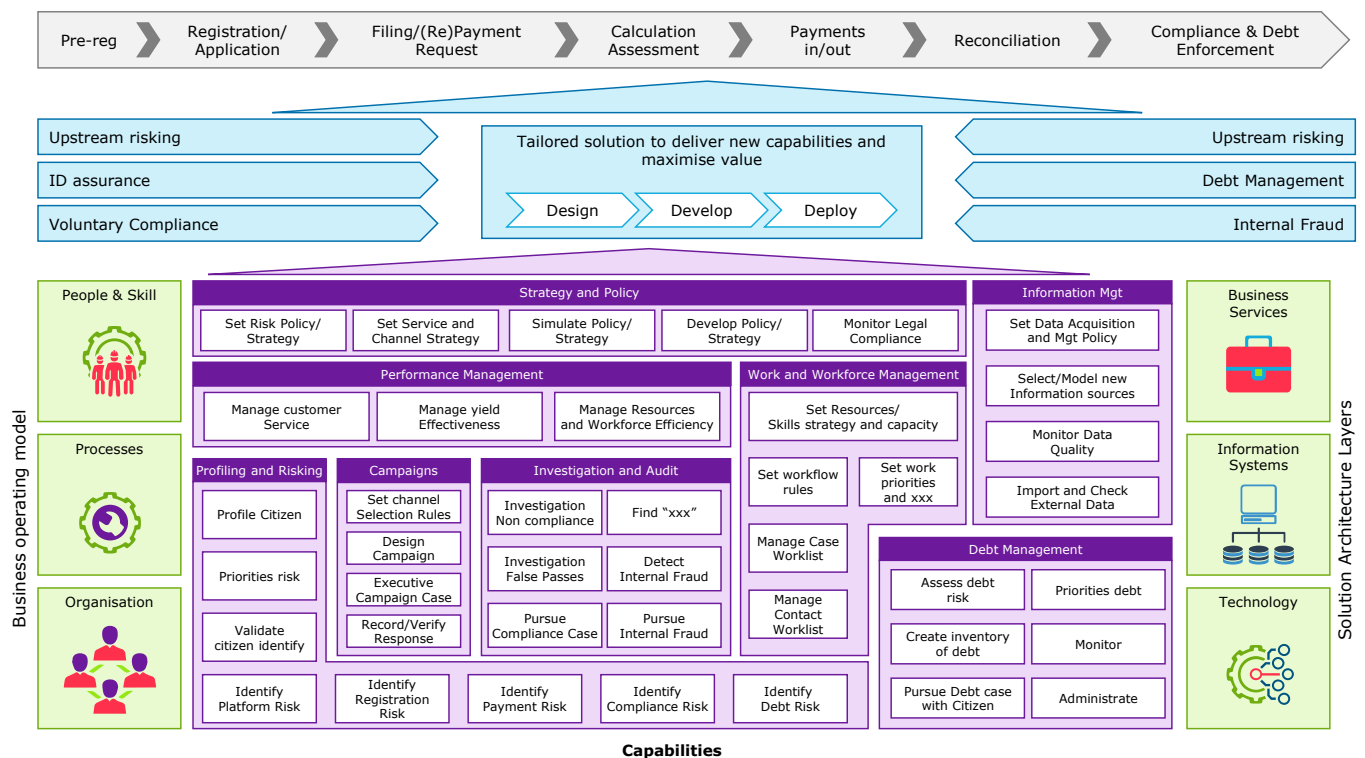 Pre-reg
Registration/
Application
Filing/(Re)Payment
Request
Calculation
Assessment
Payments
in/out
Reconciliation
Compliance & Debt
Enforcement
Upstream risking
ID assurance
Voluntary Compliance
Tailored solution to deliver new capabilities and
maximise value
Design
Develop
Deploy
Upstream risking
Debt Management
Internal Fraud
Business operating model
People & Skill
Processes
Organisation
Strategy and Policy
Set Risk Policy/
Strategy
Set Service and
Channel Strategy
Simulate Policy/
Strategy
Develop Policy/
Strategy
Monitor Legal
Compliance
Performance Management
Manage customer
Service
Manage yield
Effectiveness
Manage Resources
and Workforce Efficiency
Work and Workforce Management
Set Resources/
Skills strategy and capacity
Set workflow
rules
Set work
priorities
and xxx
Manage Case
Worklist
Manage
Contact
Worklist
Information Mgt
Set Data Acquisition
and Mgt Policy
Select/Model new
Information sources
Monitor Data
Quality
Import and Check
External Data
Profiling and Risking
Profile Citizen
Priorities risk
Validate
citizen identify
Identify
Platform Risk
Identify
Registration
Risk
Identify
Payment Risk
Identify
Compliance Risk
Identify
Debt Risk
Campaigns
Set channel
Selection Rules
Design
Campaign
Executive
Campaign Case
Record/Verify
Response
Investigation and Audit
Investigation
Non compliance
Find “xxx”
Investigation
False Passes
Detect
Internal Fraud
Pursue
Compliance Case
Pursue
Internal Fraud
Debt Management
Assess debt
risk
Priorities debt
Create inventory
of debt
Monitor
Pursue Debt case
with Citizen
Administrate
Business
Services
Information
Systems
Technology
Solution Architecture Layers
Capabilities